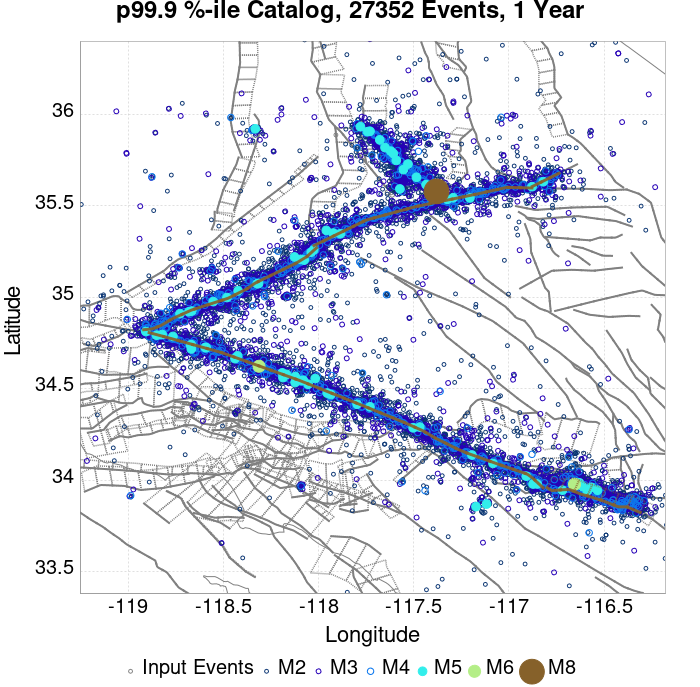 p99.9 %-ile Catalog, 27352 Events, 1 Year
36
35.5
35
34.5
34
33.5
Latitude
-119 -118.5 -118 -117.5 -117 -116.5
Longitude
Input Events M2 M3 M4 M5 M6 M8